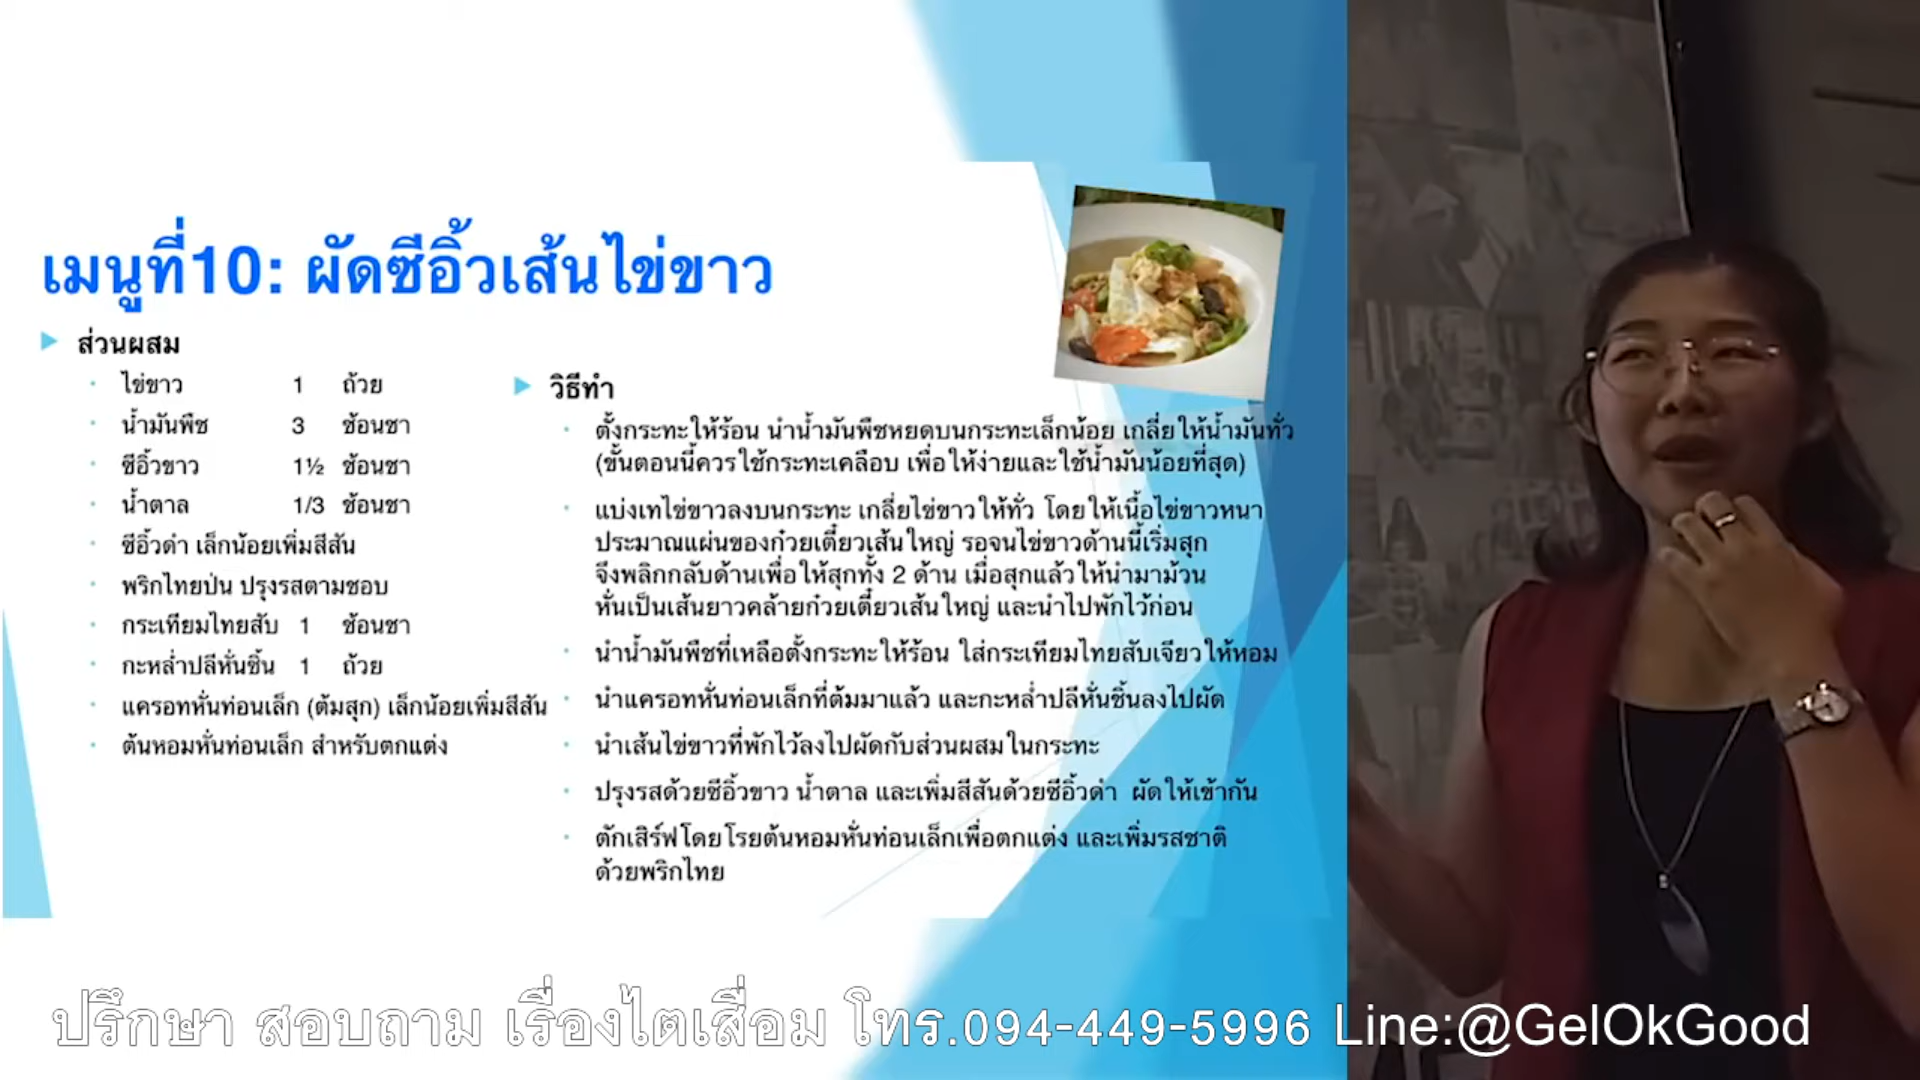 เมนูที่10: ผัดซีอิ้วเส้นไข่ขาว
ส่วนผสม
ไข่ขาว 1 ถ้วย
น้ำมันพืช 3 ช้อนชา
ซีอิ้วขาว 1½ ช้อนชา
น้ำตาล 1/3 ช้อนชา
ซีอิ้วดำ เล็กน้อยเพิ่มสีสัน
พริกไทยป่น ปรุงรสตามชอบ
กระเทียมไทยสับ 1 ช้อนชา
กะหล่ำปลีหั่นชิ้น 1 ถ้วย
แครอทหั่นท่อนเล็ก (ต้มสุก) เล็กน้อยเพิ่มสีสัน
ต้นหอมหั่นท่อนเล็ก สำหรับตกแต่ง
วิธีทำ
ตั้งกระทะให้ร้อน นำน้ำมันพืชหยดบนกระทะเล็กน้อย เกลี่ยให้น้ำมันทั่ว
(ขั้นตอนนี้ควรใช้กระทะเคลือบ เพื่อให้ง่ายและใช้น้ำมันน้อยที่สุด)
แบ่งเทไข่ขาวลงบนกระทะ เกลี่ยไข่ขาวให้ทั่ว โดยให้เนื้อไข่ขาวหนา
ประมาณแผ่นของก๋วยเตี๋ยวเส้นใหญ่ รอจนไข่ขาวด้านนี้เริ่มสุก
จึงพลิกกลับด้านเพื่อให้สุกทั้ง 2 ด้าน เมื่อสุกแล้วให้นำมาม้วน
หั่นเป็นเส้นยาวคล้ายก๋วยเตี๋ยวเส้นใหญ่ และนำไปพักไว้ก่อน
นำน้ำมันพืชที่เหลือตั้งกระทะให้ร้อน ใส่กระเทียมไทยสับเจียวให้หอม
นำแครอทหั่นท่อนเล็กที่ต้มมาแล้ว และกะหล่ำปลีหั่นชิ้นลงไปผัด
นำเส้นไข่ขาวที่พักไว้ลงไปผัดกับส่วนผสมในกระทะ
ปรุงรสด้วยซีอิ้วขาว น้ำตาล และเพิ่มสีสันด้วยซีอิ้วดำ ผัดให้เข้ากัน
ตักเสิร์ฟโดยโรยต้นหอมหั่นท่อนเล็กเพื่อตกแต่ง และเพิ่มรสชาติ
ด้วยพริกไทย
ปรึกษา สอบถาม เรื่องไตเสื่อม โทร.094-449-5996 Line:@GelOkGood